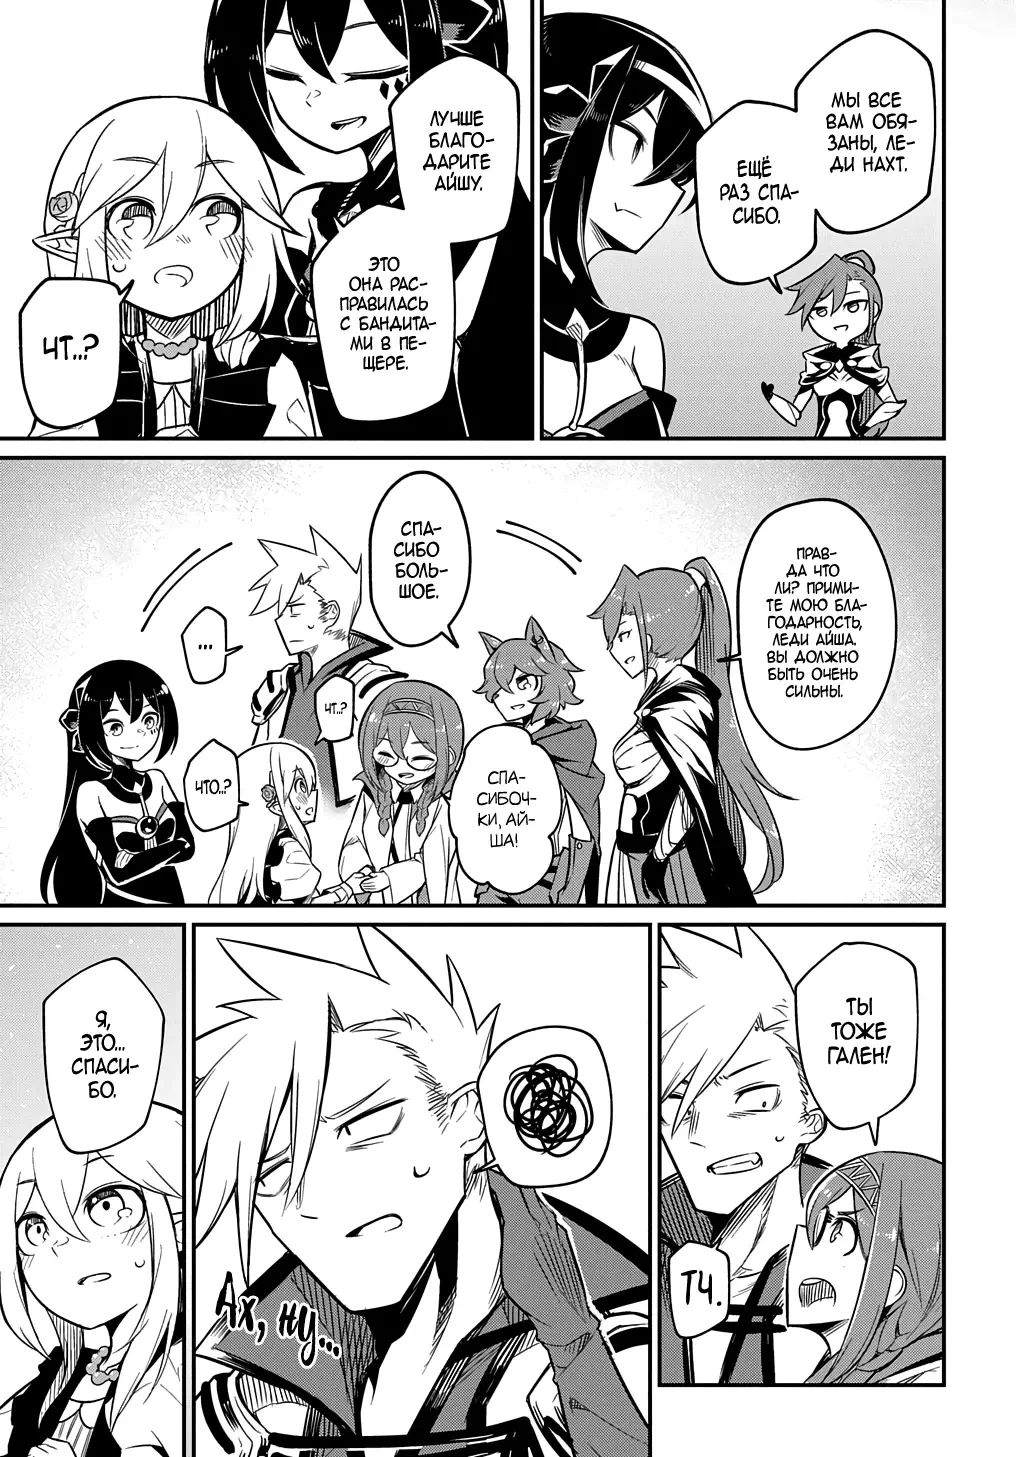 МЫ ВСЕ
ВАМ ОБЯ-
ЗАНЫ, ЛЕ-
ДИ НАХТ.
ЕЩЁ
РАЗ СПА-
СИБО.
ЛУЧШЕ
БЛАГО-
ДАРИТЕ
АЙШУ.
ЭТО
ОНА РАС-
ПРАВИЛАСЬ
С БАНДИТА-
МИ В ПЕ-
ЩЕРЕ.
ЧТ..?
ПРАВ-
ДА ЧТО
ЛИ? ПРИМИ-
ТЕ МОЮ БЛА-
ГОДАРНОСТЬ,
ЛЕДИ АЙША.
ВЫ ДОЛЖНО
БЫТЬ ОЧЕНЬ
СИЛЬНЫ.
СПА-
СИБО
БОЛЬ-
ШОЕ.
СПА-
СИБОЧ-
КИ, АЙ-
ША!
ЧТ..?
...
ЧТО..?
ТЫ
ТОЖЕ
ГАЛЕН!
ТЧ.
Ах, ну...
Я,
ЭТО...
СПАСИ-
БО.